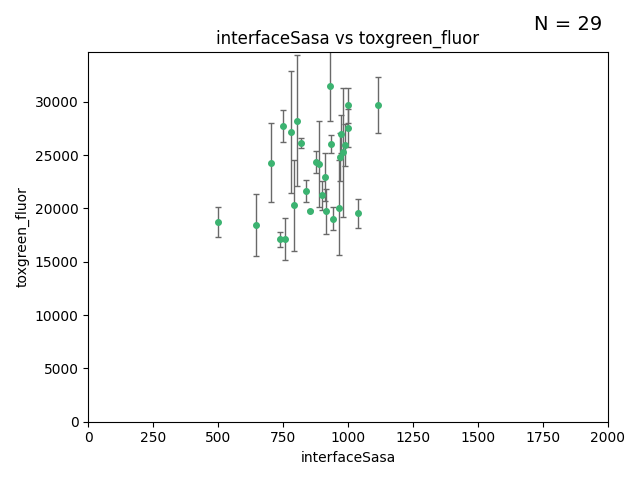 N = 29
interfaceSasa vs toxgreen_fluor
30000
25000
20000
15000
10000
5000
0
toxgreen_fluor
0 250 500 750 1000 1250 1500 1750 2000
interfaceSasa